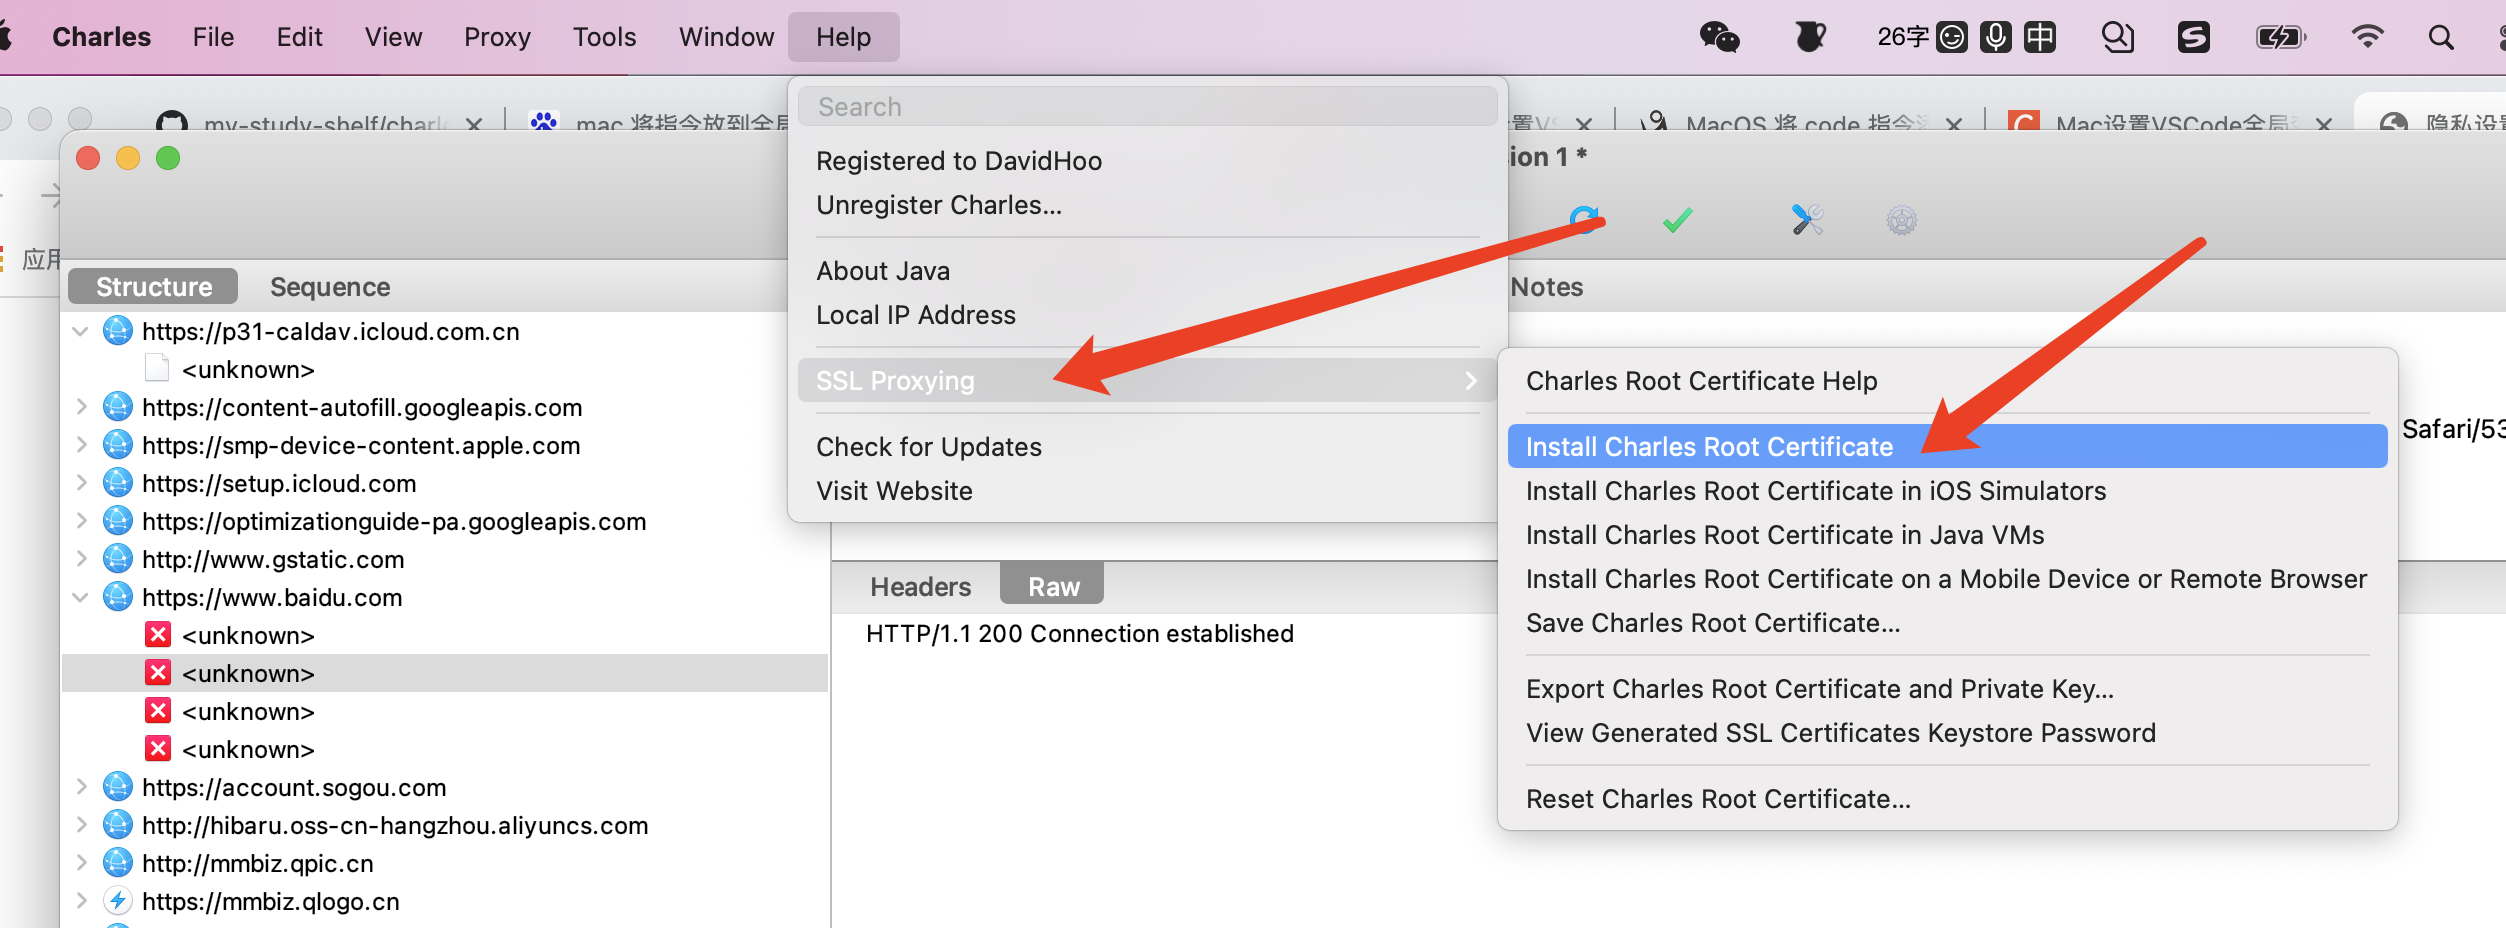 Charles File Edit View Proxy Tools Window Help 26字 中
my-study-shelf/charl mac 将指令放到全局 置VS MacOS 将 code 指令 Mac设置VSCode全局 隐私设置
Search
Registered to DavidHoo
Unregister Charles...
About Java
Local IP Address
SSL Proxying
Check for Updates
Visit Website
sion 1 *
应用
Structure Sequence
Notes
https://p31-caldav.icloud.com.cn
<unknown>
https://content-autofill.googleapis.com
https://smp-device-content.apple.com
https://setup.icloud.com
https://optimizationguide-pa.googleapis.com
http://www.gstatic.com
https://www.baidu.com
<unknown>
<unknown>
<unknown>
<unknown>
https://account.sogou.com
http://hibaru.oss-cn-hangzhou.aliyuncs.com
http://mmbiz.qpic.cn
https://mmbiz.qlogo.cn
Charles Root Certificate Help
Install Charles Root Certificate
Install Charles Root Certificate in iOS Simulators
Install Charles Root Certificate in Java VMs
Install Charles Root Certificate on a Mobile Device or Remote Browser
Save Charles Root Certificate...
Export Charles Root Certificate and Private Key...
View Generated SSL Certificates Keystore Password
Reset Charles Root Certificate...
Safari/53
Headers Raw
HTTP/1.1 200 Connection established